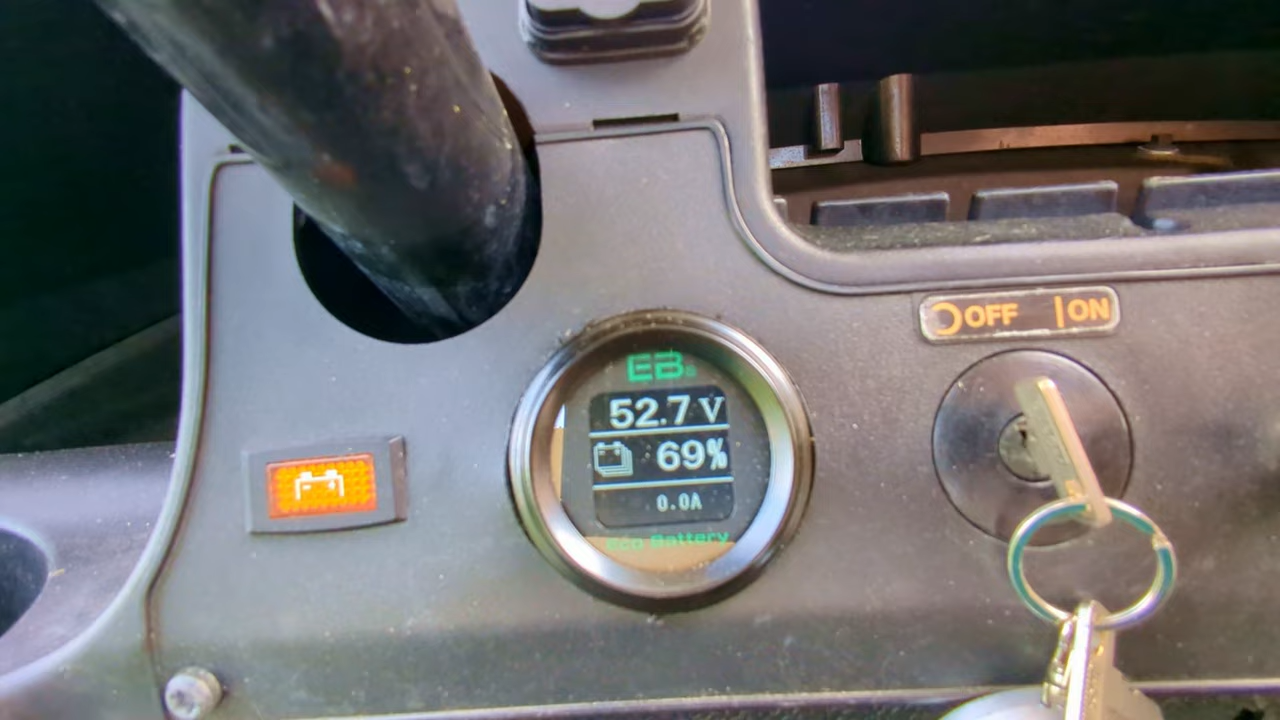 OFF | ON
EB
52.7 V
69%
0.0A
Eco Battery